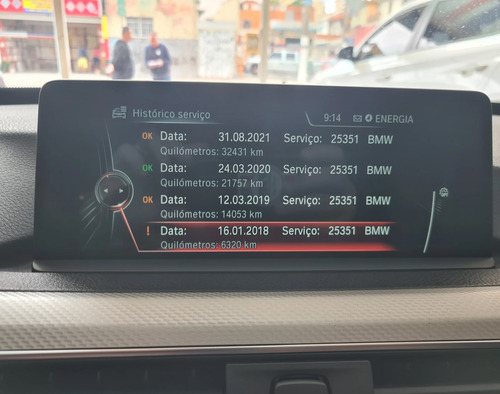 Histórico serviço
9:14 ENERGIA
OK Data: 31.08.2021 Serviço: 25351 BMW
Quilómetros: 32431 km
OK Data: 24.03.2020 Serviço: 25351 BMW
Quilómetros: 21757 km
OK Data: 12.03.2019 Serviço: 25351 BMW
Quilómetros: 14053 km
! Data: 16.01.2018 Serviço: 25351 BMW
Quilómetros: 6320 km